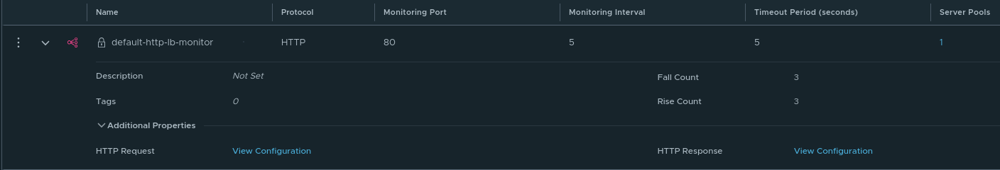 Name Protocol Monitoring Port Monitoring Interval Timeout Period (seconds) Server Pools
default-http-lb-monitor HTTP 80 5 5 1
Description Not Set Fall Count 3
Tags 0 Rise Count 3
Additional Properties
HTTP Request View Configuration HTTP Response View Configuration